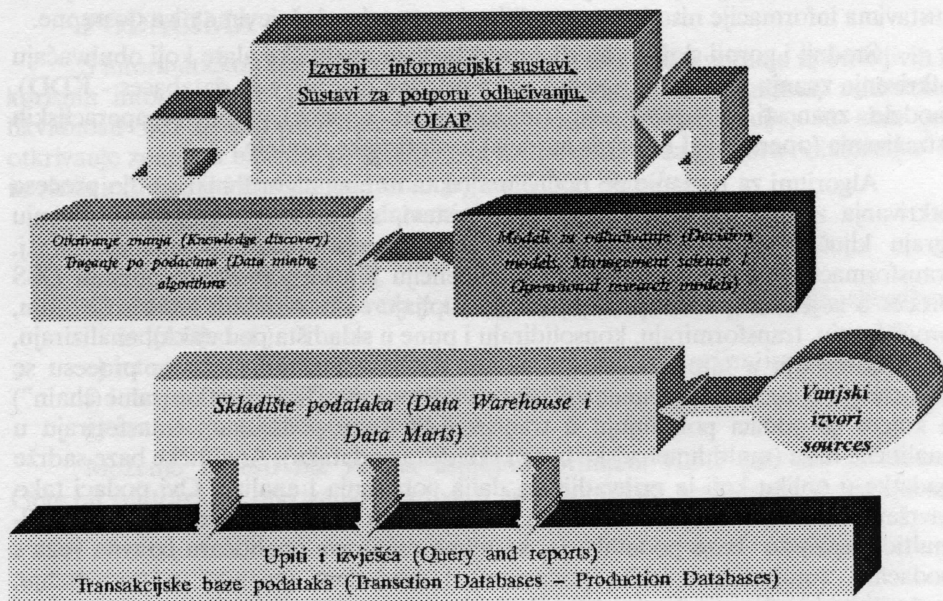 Izvršni informacijski sustavi,
Sustavi za potporu odlučivanju,
OLAP
Otkrivanje znanja (Knowledge discovery)
Traganje po podacima (Data mining
algorithms
Modeli za odlučivanje (Decision
models, Management science i
Operational research models)
Skladište podataka (Data Warehouse i
Data Marts)
Vanjski
izvori
sources
Upiti i izvješća (Query and reports)
Transakcijske baze podataka (Transction Databases – Production Databases)